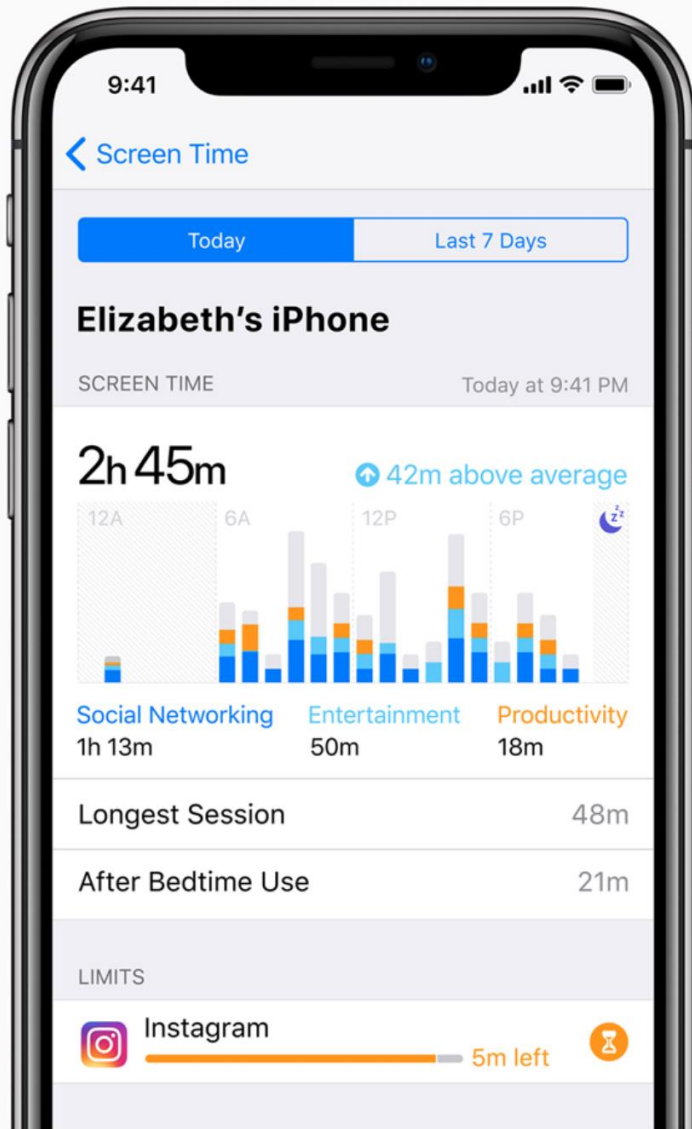 9:41
Screen Time
Today Last 7 Days
Elizabeth's iPhone
SCREEN TIME Today at 9:41 PM
2h 45m 42m above average
12A 6A 12P 6P zzz
Social Networking Entertainment Productivity
1h 13m 50m 18m
Longest Session 48m
After Bedtime Use 21m
LIMITS
Instagram
5m left